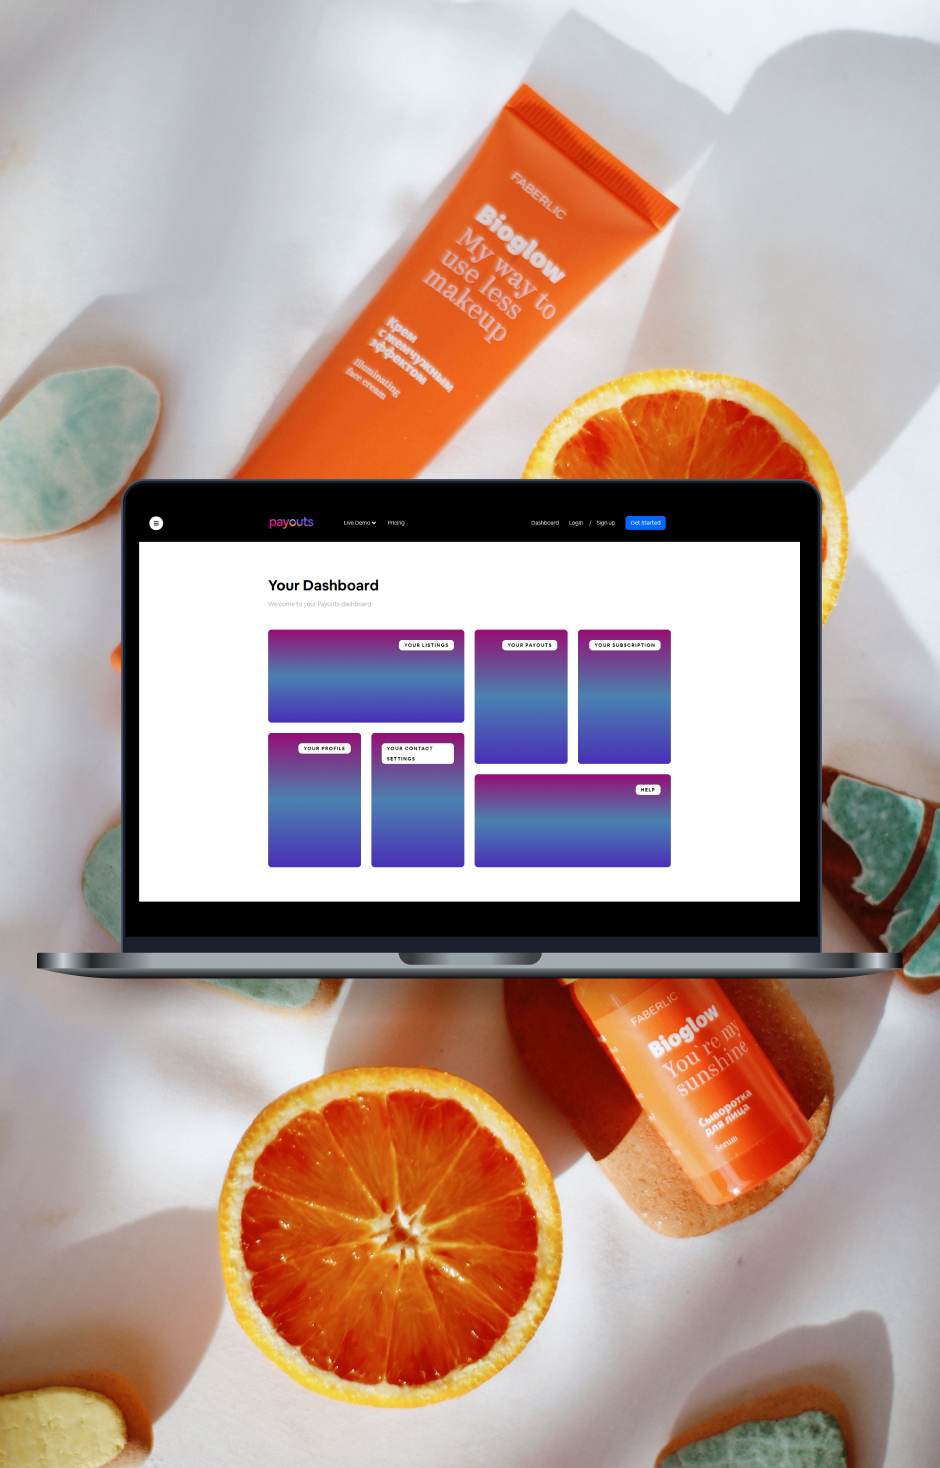 FABERLIC
Bioglow
My way to
use less
makeup
Крем
с жемчужным
эффектом
Illuminating
face cream
payouts
Live Demo
Pricing
Dashboard
Login / Sign up
Get Started
Your Dashboard
Welcome to your Payouts dashboard
YOUR LISTINGS
YOUR PAYOUTS
YOUR SUBSCRIPTION
YOUR PROFILE
YOUR CONTACT
SETTINGS
HELP
FABERLIC
Bioglow
You're my
sunshine
Сыворотка
для лица
Serum